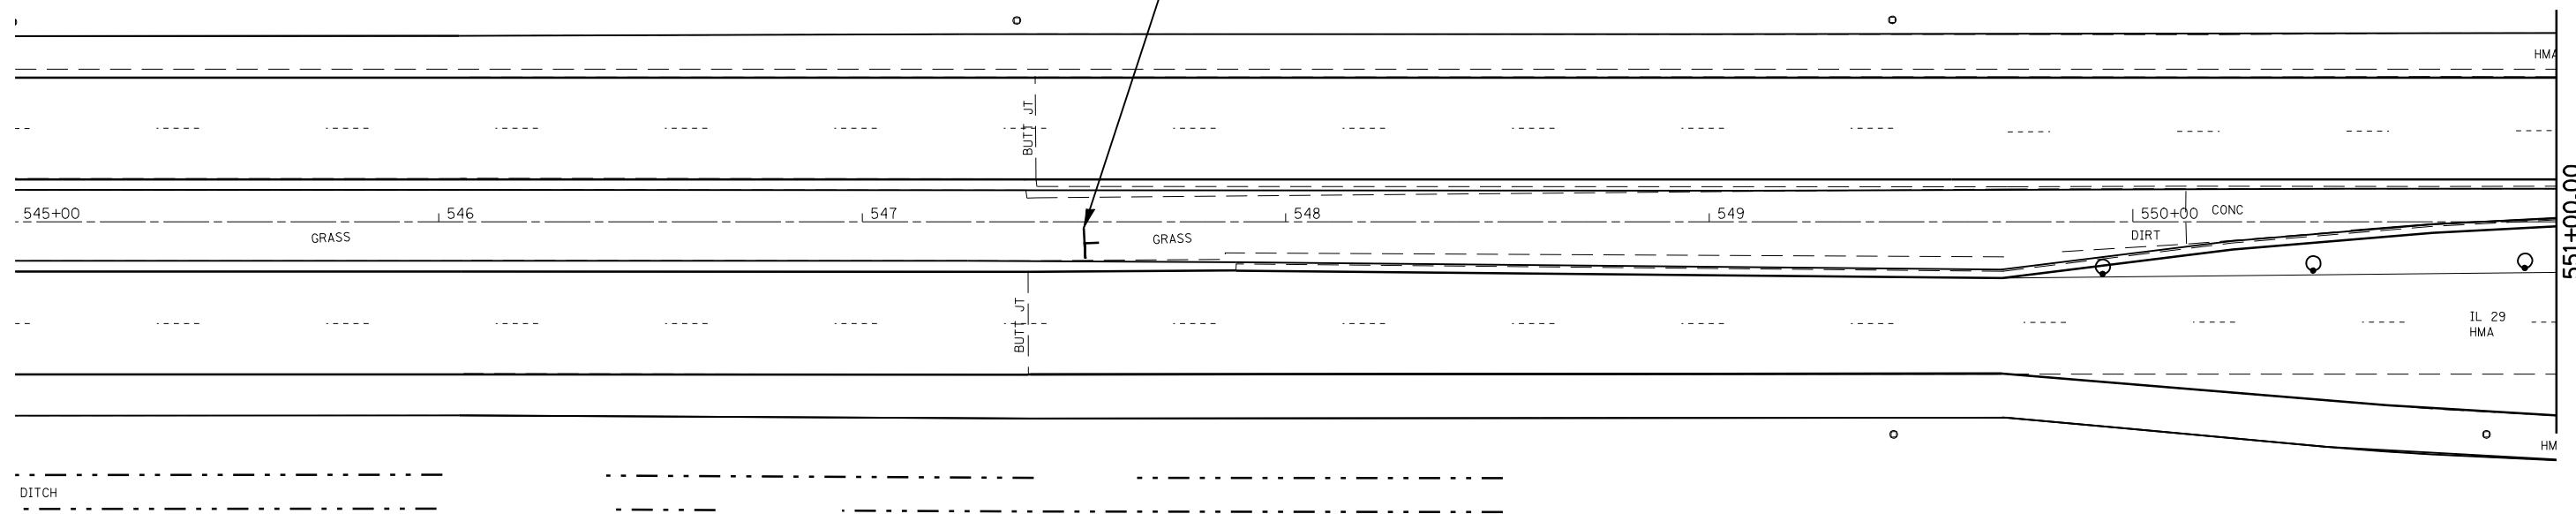 HMA
BUTT JT
545+00
546
547
548
549
550+00
CONC
GRASS
GRASS
DIRT
551+00.00
BUTT JT
IL 29
HMA
HM
DITCH